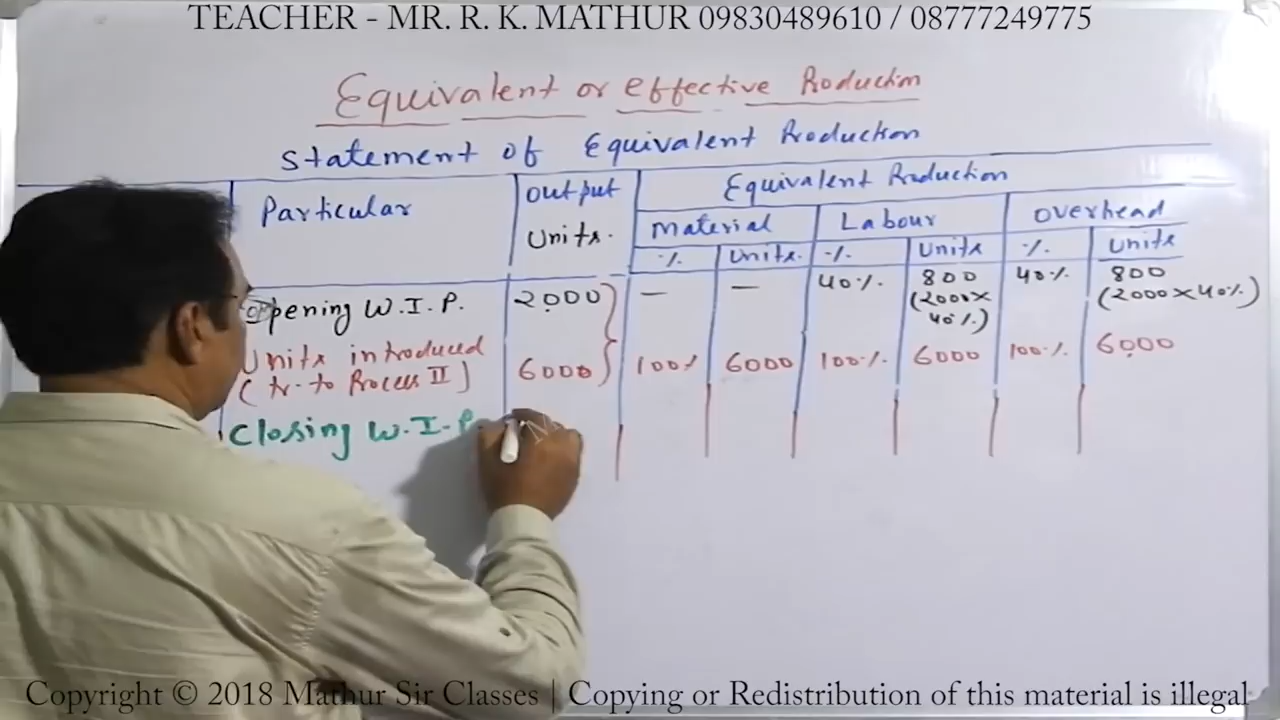 TEACHER - MR. R. K. MATHUR 09830489610 / 08777249775
Equivalent or effective Production
Statement of Equivalent Production
Particular
Output Units.
Equivalent Production
Material Labour Overhead
% Units. % Units % Units
Opening W.I.P. 2000 — — 40% 800 40% 800
(2000x (2000x40%)
40%)
Units introduced
(tr. to Process II) 6000 100% 6000 100% 6000 100% 6000
Closing W.I.P.
Copyright © 2018 Mathur Sir Classes | Copying or Redistribution of this material is illegal